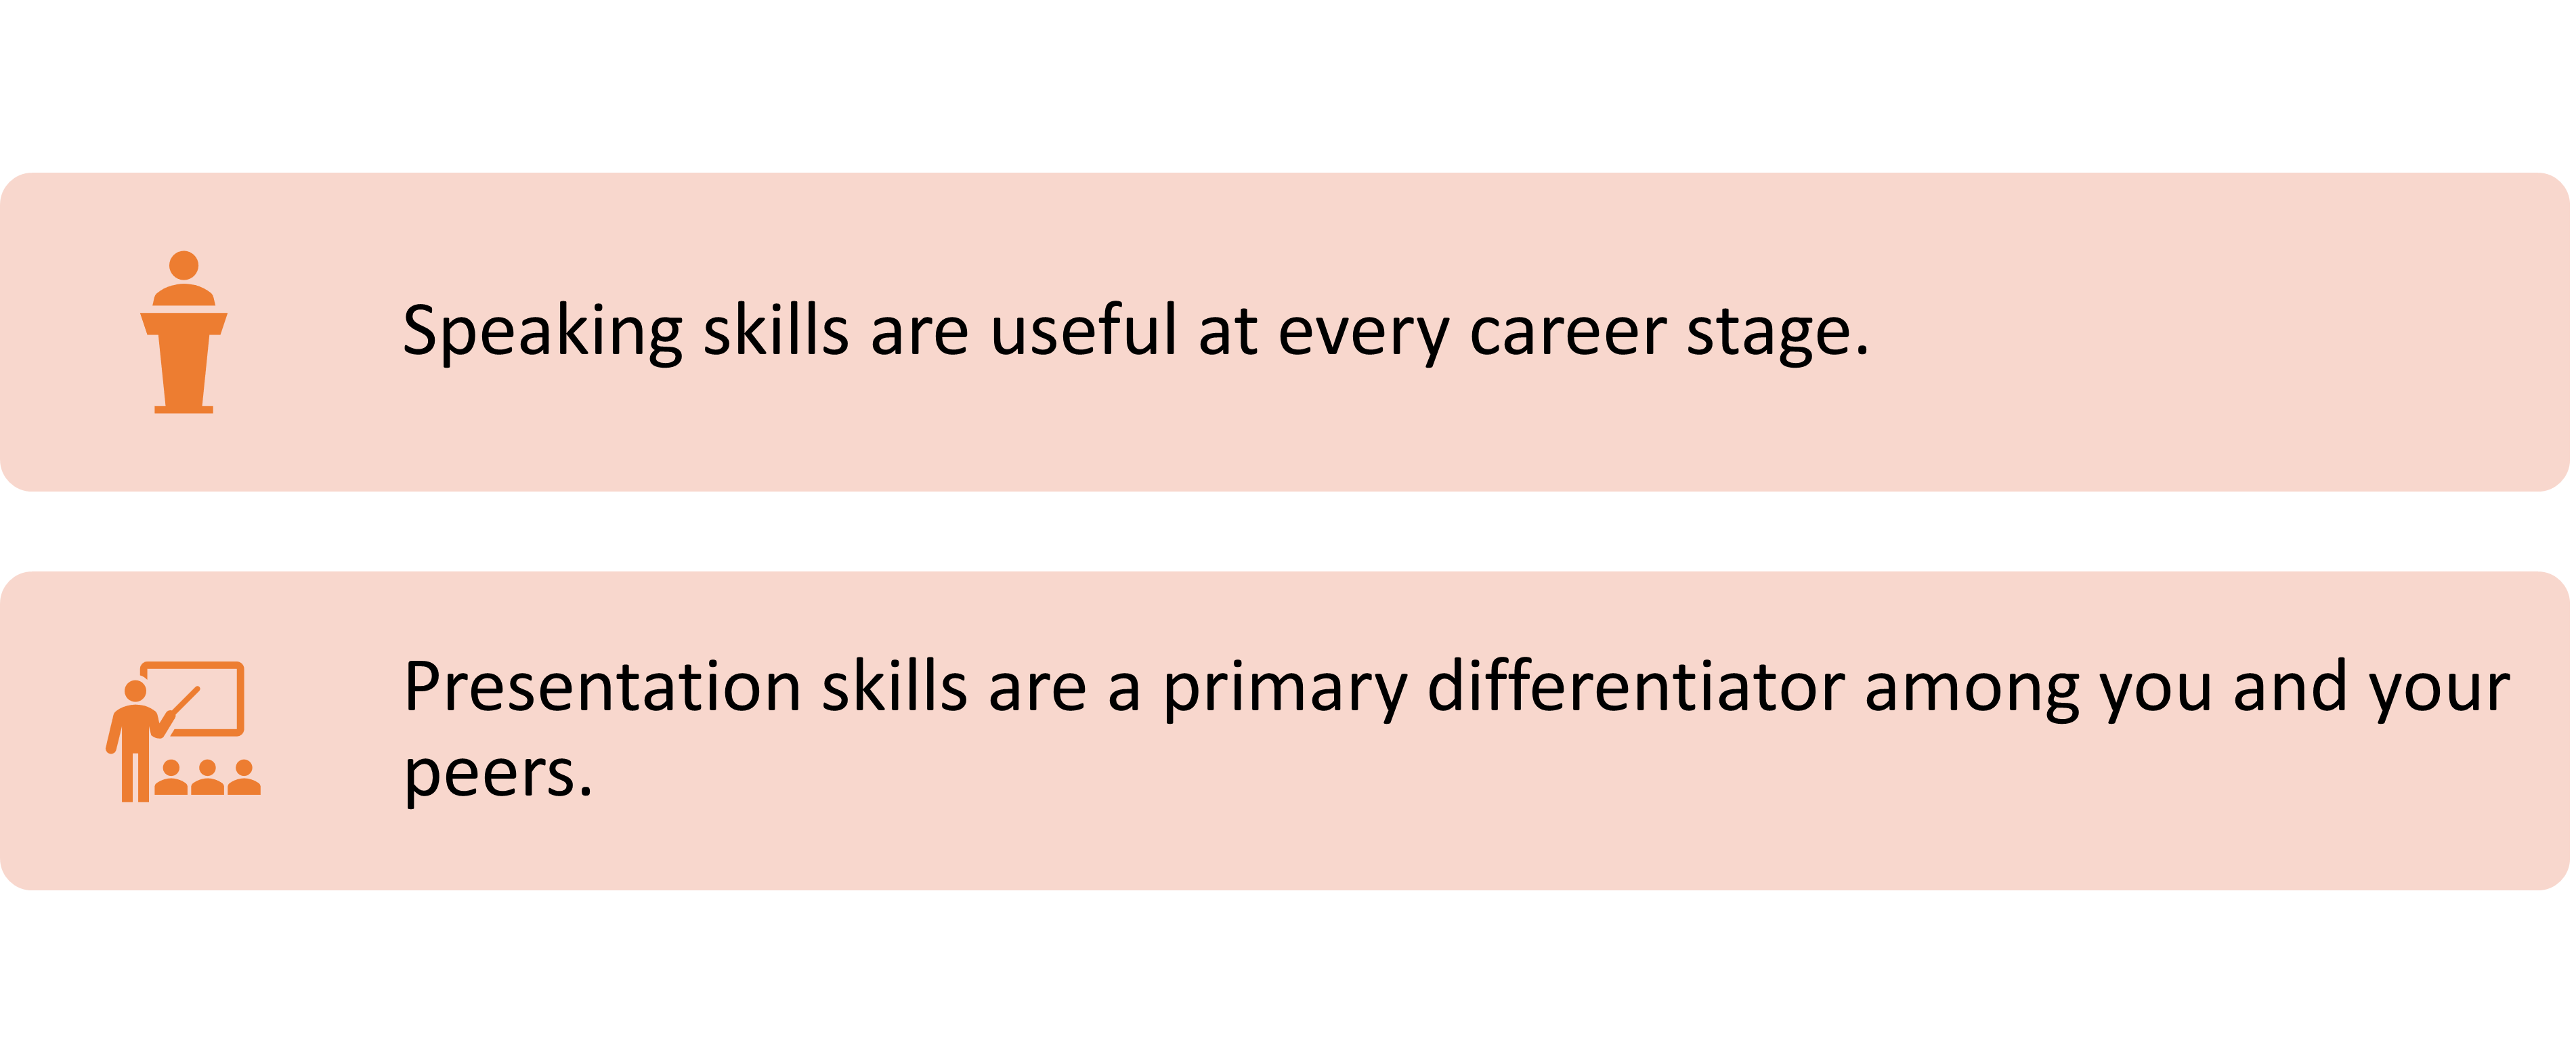 Speaking skills are useful at every career stage.
Presentation skills are a primary differentiator among you and your
peers.